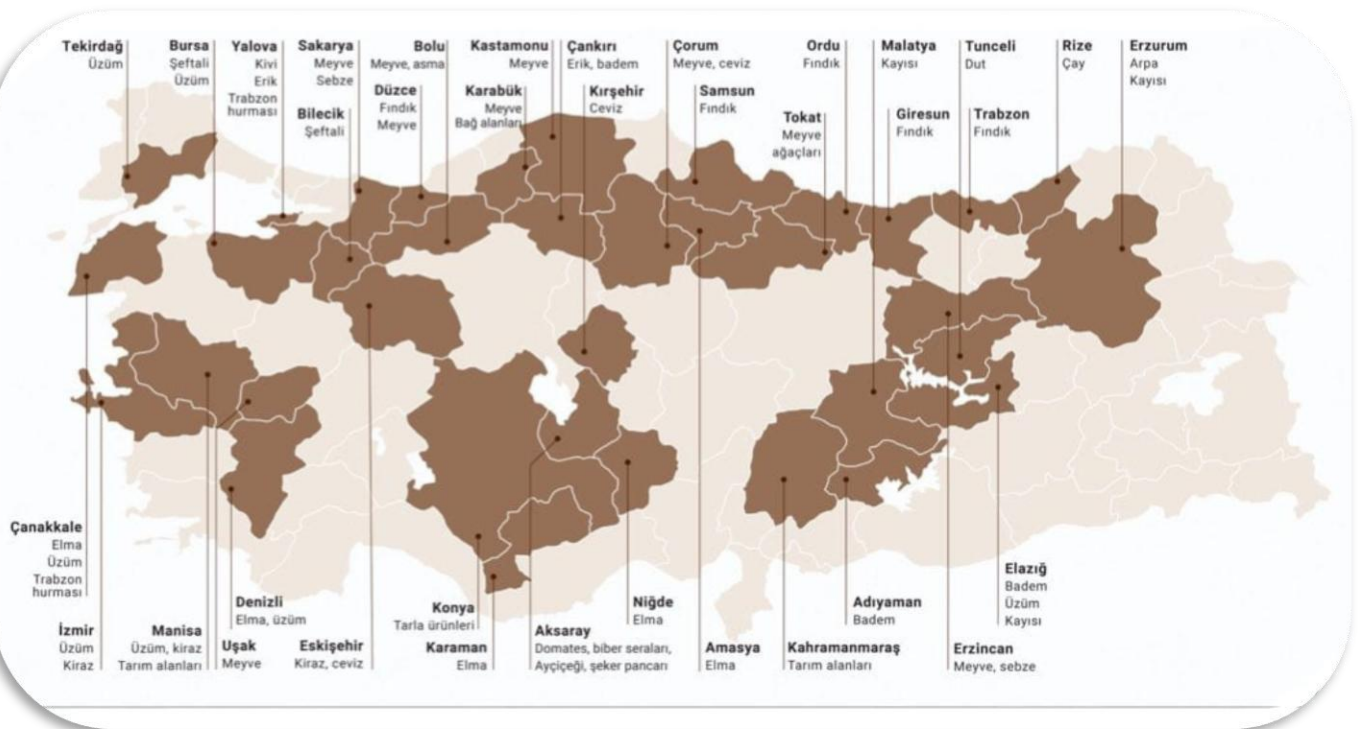 Tekirdağ
Üzüm
Bursa
Şeftali
Üzüm
Yalova
Kivi
Erik
Trabzon
hurması
Sakarya
Meyve
Sebze
Bilecik
Şeftali
Bolu
Meyve, asma
Düzce
Fındık
Meyve
Kastamonu
Meyve
Karabük
Meyve
Bağ alanları
Çankırı
Erik, badem
Kırşehir
Ceviz
Çorum
Meyve, ceviz
Samsun
Fındık
Ordu
Fındık
Tokat
Meyve
ağaçları
Malatya
Kayısı
Giresun
Fındık
Tunceli
Dut
Trabzon
Fındık
Rize
Çay
Erzurum
Arpa
Kayısı
Çanakkale
Elma
Üzüm
Trabzon
hurması
İzmir
Üzüm
Kiraz
Manisa
Üzüm, kiraz
Tarım alanları
Denizli
Elma, üzüm
Uşak
Meyve
Eskişehir
Kiraz, ceviz
Konya
Tarla ürünleri
Karaman
Elma
Aksaray
Domates, biber seraları,
Ayçiçeği, şeker pancarı
Niğde
Elma
Amasya
Elma
Kahramanmaraş
Tarım alanları
Adıyaman
Badem
Erzincan
Meyve, sebze
Elazığ
Badem
Üzüm
Kayısı